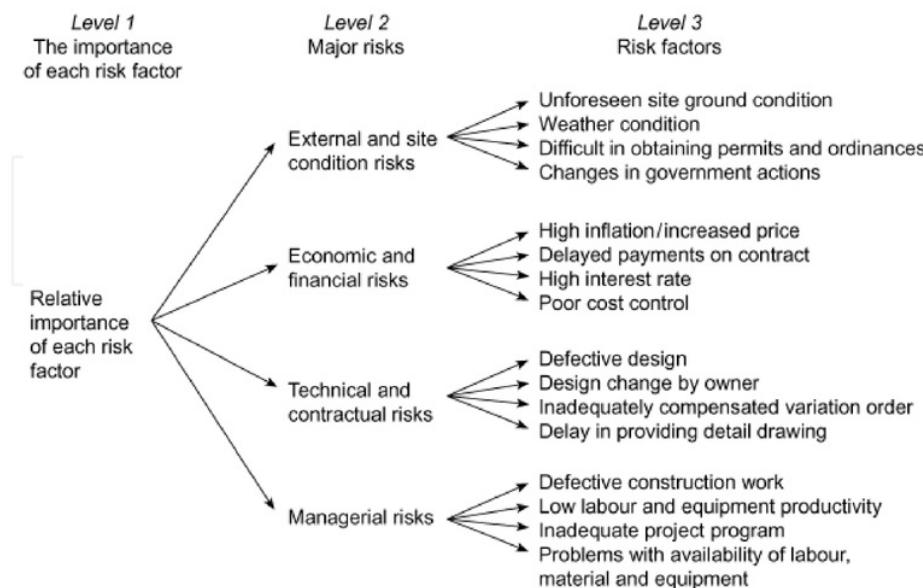 Level 1
The importance
of each risk factor
Level 2
Major risks
Level 3
Risk factors
Relative
importance
of each risk
factor
External and site
condition risks
Unforeseen site ground condition
Weather condition
Difficult in obtaining permits and ordinances
Changes in government actions
Economic and
financial risks
High inflation/increased price
Delayed payments on contract
High interest rate
Poor cost control
Technical and
contractual risks
Defective design
Design change by owner
Inadequately compensated variation order
Delay in providing detail drawing
Managerial risks
Defective construction work
Low labour and equipment productivity
Inadequate project program
Problems with availability of labour,
material and equipment